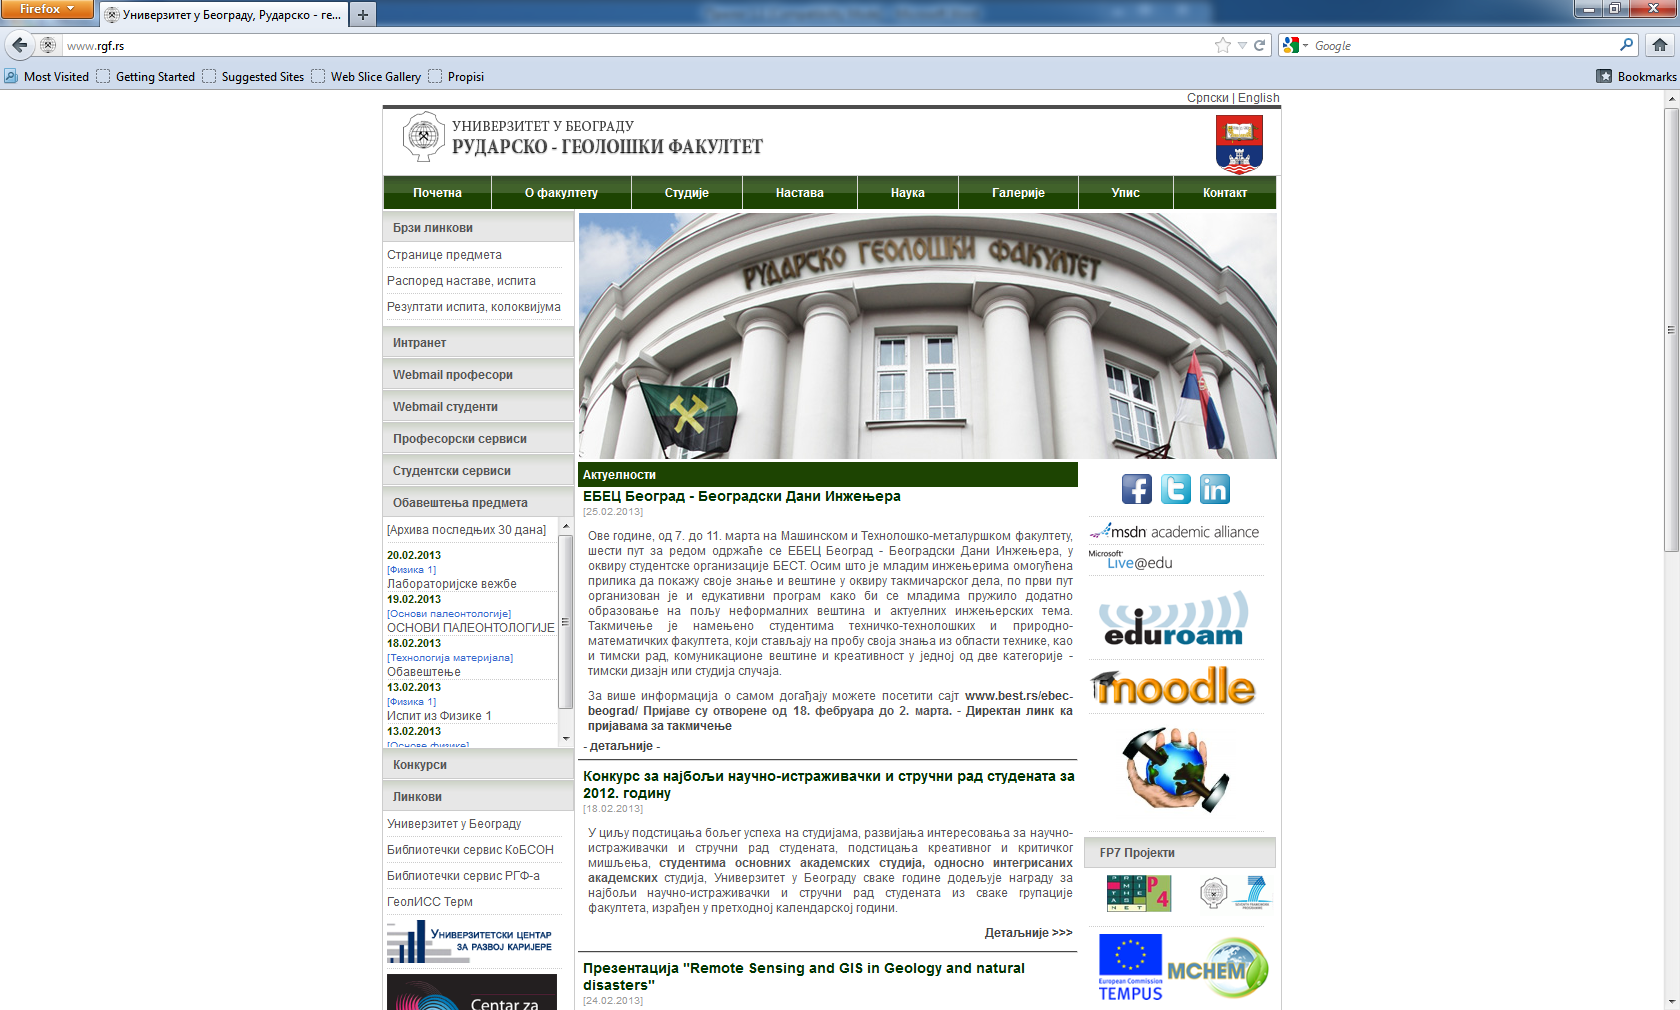 Firefox
Универзитет у Београду, Рударско - ге...
www.rgf.rs
Google
Most Visited
Getting Started
Suggested Sites
Web Slice Gallery
Propisi
Bookmarks
Српски | English
УНИВЕРЗИТЕТ У БЕОГРАДУ
РУДАРСКО - ГЕОЛОШКИ ФАКУЛТЕТ
Почетна
О факултету
Студије
Настава
Наука
Галерије
Упис
Контакт
Брзи линкови
Странице предмета
Распоред наставе, испита
Резултати испита, колоквијума
Интранет
Webmail професори
Webmail студенти
Професорски сервиси
Студентски сервиси
Обавештења предмета
[Архива последњих 30 дана]
20.02.2013
[Физика 1]
Лабораторијске вежбе
19.02.2013
[Основи палеонтологије]
ОСНОВИ ПАЛЕОНТОЛОГИЈЕ
18.02.2013
[Технологија материјала]
Обавештење
13.02.2013
[Физика 1]
Испит из Физике 1
13.02.2013
[Основе физике]
Конкурси
Линкови
Универзитет у Београду
Библиотечки сервис КоБСОН
Библиотечки сервис РГФ-а
ГеолИСС Терм
Универзитетски центар
за развој каријере
Centar za
РУДАРСКО ГЕОЛОШКИ ФАКУЛТЕТ
Актуелности
ЕБЕЦ Београд - Београдски Дани Инжењера
[25.02.2013]
Ове године, од 7. до 11. марта на Машинском и Технолошко-металуршком факултету,
шести пут за редом одржаће се ЕБЕЦ Београд - Београдски Дани Инжењера, у
оквиру студентске организације БЕСТ. Осим што је младим инжењерима омогућена
прилика да покажу своје знање и вештине у оквиру такмичарског дела, по први пут
организован је и едукативни програм како би се младима пружило додатно
образовање на пољу неформалних вештина и актуелних инжењерских тема.
Такмичење је намењено студентима техничко-технолошких и природно-
математичких факултета, који стављају на пробу своја знања из области технике, као
и тимски рад, комуникационе вештине и креативност у једној од две категорије -
тимски дизајн или студија случаја.
За више информација о самом догађају можете посетити сајт www.best.rs/ebec-
beograd/ Пријаве су отворене од 18. фебруара до 2. марта. - Директан линк ка
пријавама за такмичење
- детаљније -
Конкурс за најбољи научно-истраживачки и стручни рад студената за
2012. годину
[18.02.2013]
У циљу подстицања бољег успеха на студијама, развијања интересовања за научно-
истраживачки и стручни рад студената, подстицања креативног и критичког
мишљења, студентима основних академских студија, односно интегрисаних
академских студија, Универзитет у Београду сваке године додељује награду за
најбољи научно-истраживачки и стручни рад студената из сваке групације
факултета, израђен у претходној календарској години.
Детаљније >>>
Презентација "Remote Sensing and GIS in Geology and natural
disasters"
[24.02.2013]
msdn academic alliance
Microsoft
Live@edu
eduroam
moodle
FP7 Пројекти
P4
European Commission
TEMPUS
MCHEM